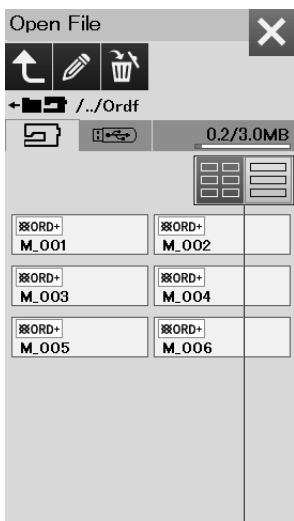 Open File
/../Ordf
0.2/3.0MB
ORD+ ORD+
M_001 M_002
ORD+ ORD+
M_003 M_004
ORD+ ORD+
M_005 M_006